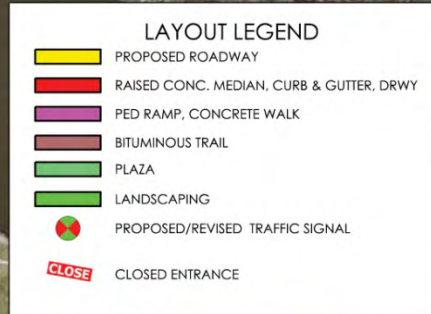 LAYOUT LEGEND
PROPOSED ROADWAY
RAISED CONC. MEDIAN, CURB & GUTTER, DRWY
PED RAMP, CONCRETE WALK
BITUMINOUS TRAIL
PLAZA
LANDSCAPING
PROPOSED/REVISED TRAFFIC SIGNAL
CLOSE CLOSED ENTRANCE